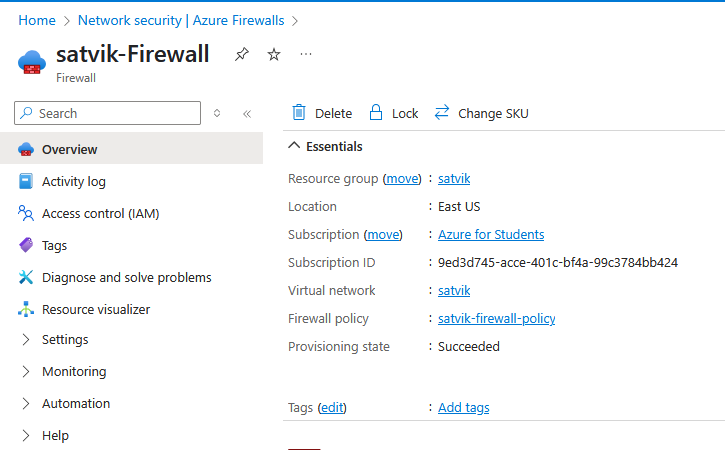 Home > Network security | Azure Firewalls >
satvik-Firewall
Firewall
Search
Delete Lock Change SKU
Overview
Activity log
Access control (IAM)
Tags
Diagnose and solve problems
Resource visualizer
Settings
Monitoring
Automation
Help
Essentials
Resource group (move) : satvik
Location : East US
Subscription (move) : Azure for Students
Subscription ID : 9ed3d745-acce-401c-bf4a-99c3784bb424
Virtual network : satvik
Firewall policy : satvik-firewall-policy
Provisioning state : Succeeded
Tags (edit) : Add tags